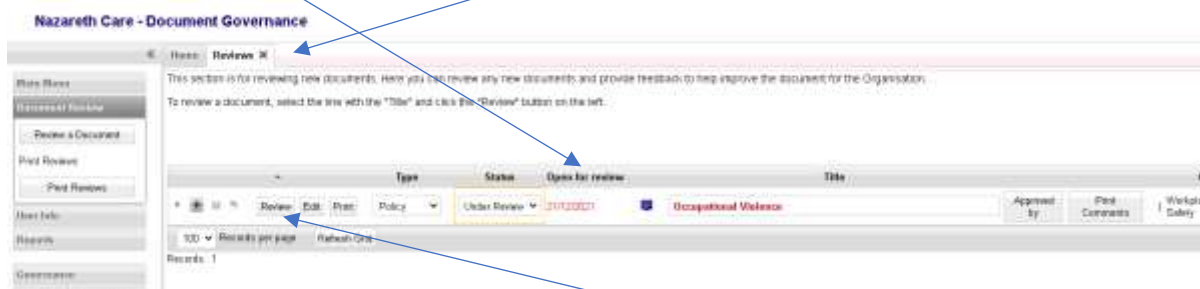 Nazareth Care - Document Governance
Home Reviews
This section is for reviewing new documents. Here you can review any new documents and provide feedback to help improve the document for the Organisation.
Main Menu
To review a document, select the line with the "Title" and click the "Review" button on the left.
Document Review
Review a Document
Print Reviews
Type Status Open for review Title
Print Reviews
Review Edit Print Policy Under Review Occupational Violence Approved by Print Comments Safety
User Info
100 Records per page Refresh Grid
Reports
Records: 1
Governance